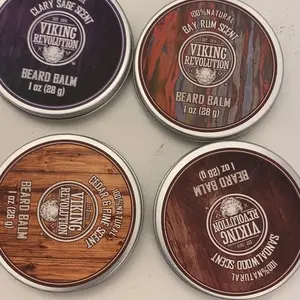 CLARY SAGE SCENT
VIKING
REVOLUTION
BEARD BALM
1 oz (28 g)
100% NATURAL
BAY RUM SCENT
VIKING
REVOLUTION
BEARD BALM
1 oz (28 g)
100% NATURAL
CEDAR & PINE SCENT
VIKING
REVOLUTION
BEARD BALM
1 oz (28 g)
100% NATURAL
SANDALWOOD SCENT
VIKING
REVOLUTION
BEARD BALM
1 oz (28 g)